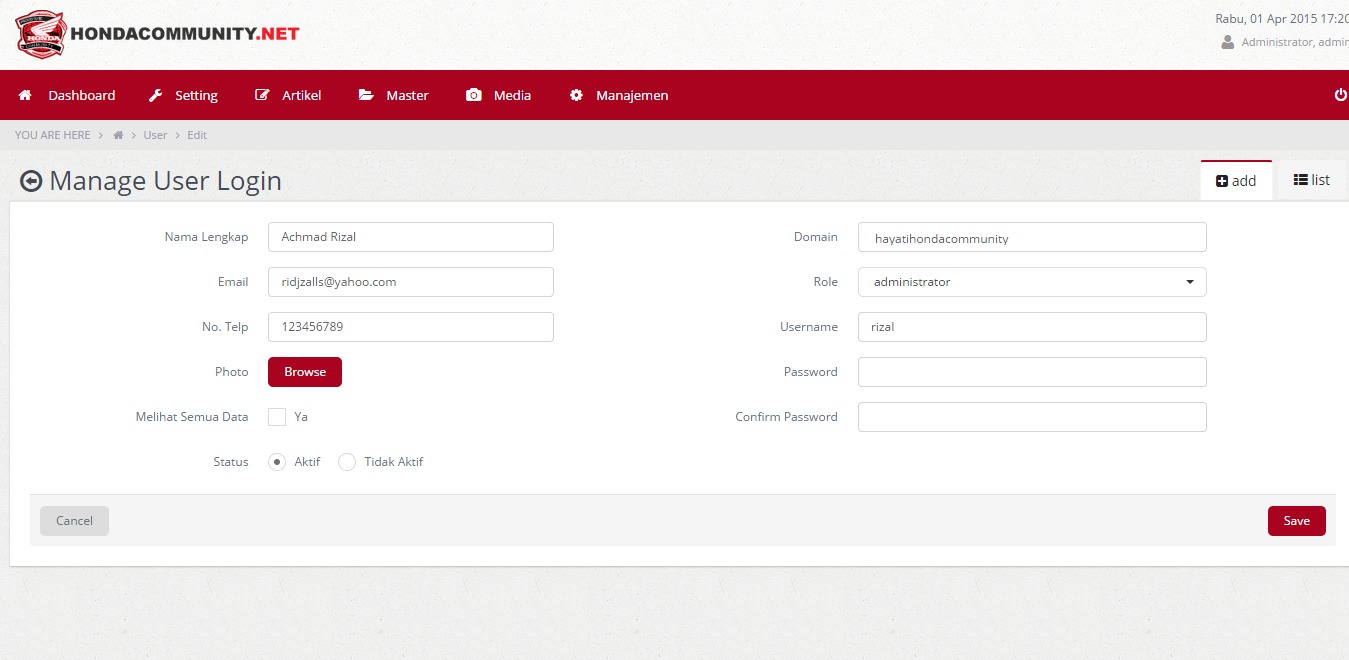 HONDACOMMUNITY.NET
Rabu, 01 Apr 2015 17:20
Administrator,
Dashboard Setting Artikel Master Media Manajemen
YOU ARE HERE > > User > Edit
Manage User Login
add list
Nama Lengkap Achmad Rizal Domain hayatihondacommunity
Email ridjzalls@yahoo.com Role administrator
No. Telp 123456789 Username rizal
Photo Browse Password
Melihat Semua Data Ya Confirm Password
Status Aktif Tidak Aktif
Cancel Save